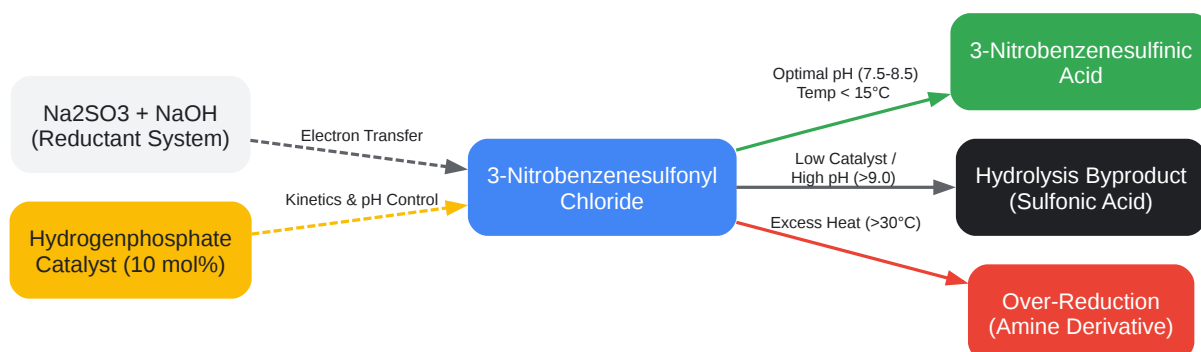 Na2SO3 + NaOH
(Reductant System)
Hydrogenphosphate
Catalyst (10 mol%)
Electron Transfer
Kinetics & pH Control
3-Nitrobenzenesulfonyl
Chloride
Optimal pH (7.5-8.5)
Temp < 15°C
Low Catalyst /
High pH (>9.0)
Excess Heat (>30°C)
3-Nitrobenzenesulfinic
Acid
Hydrolysis Byproduct
(Sulfonic Acid)
Over-Reduction
(Amine Derivative)